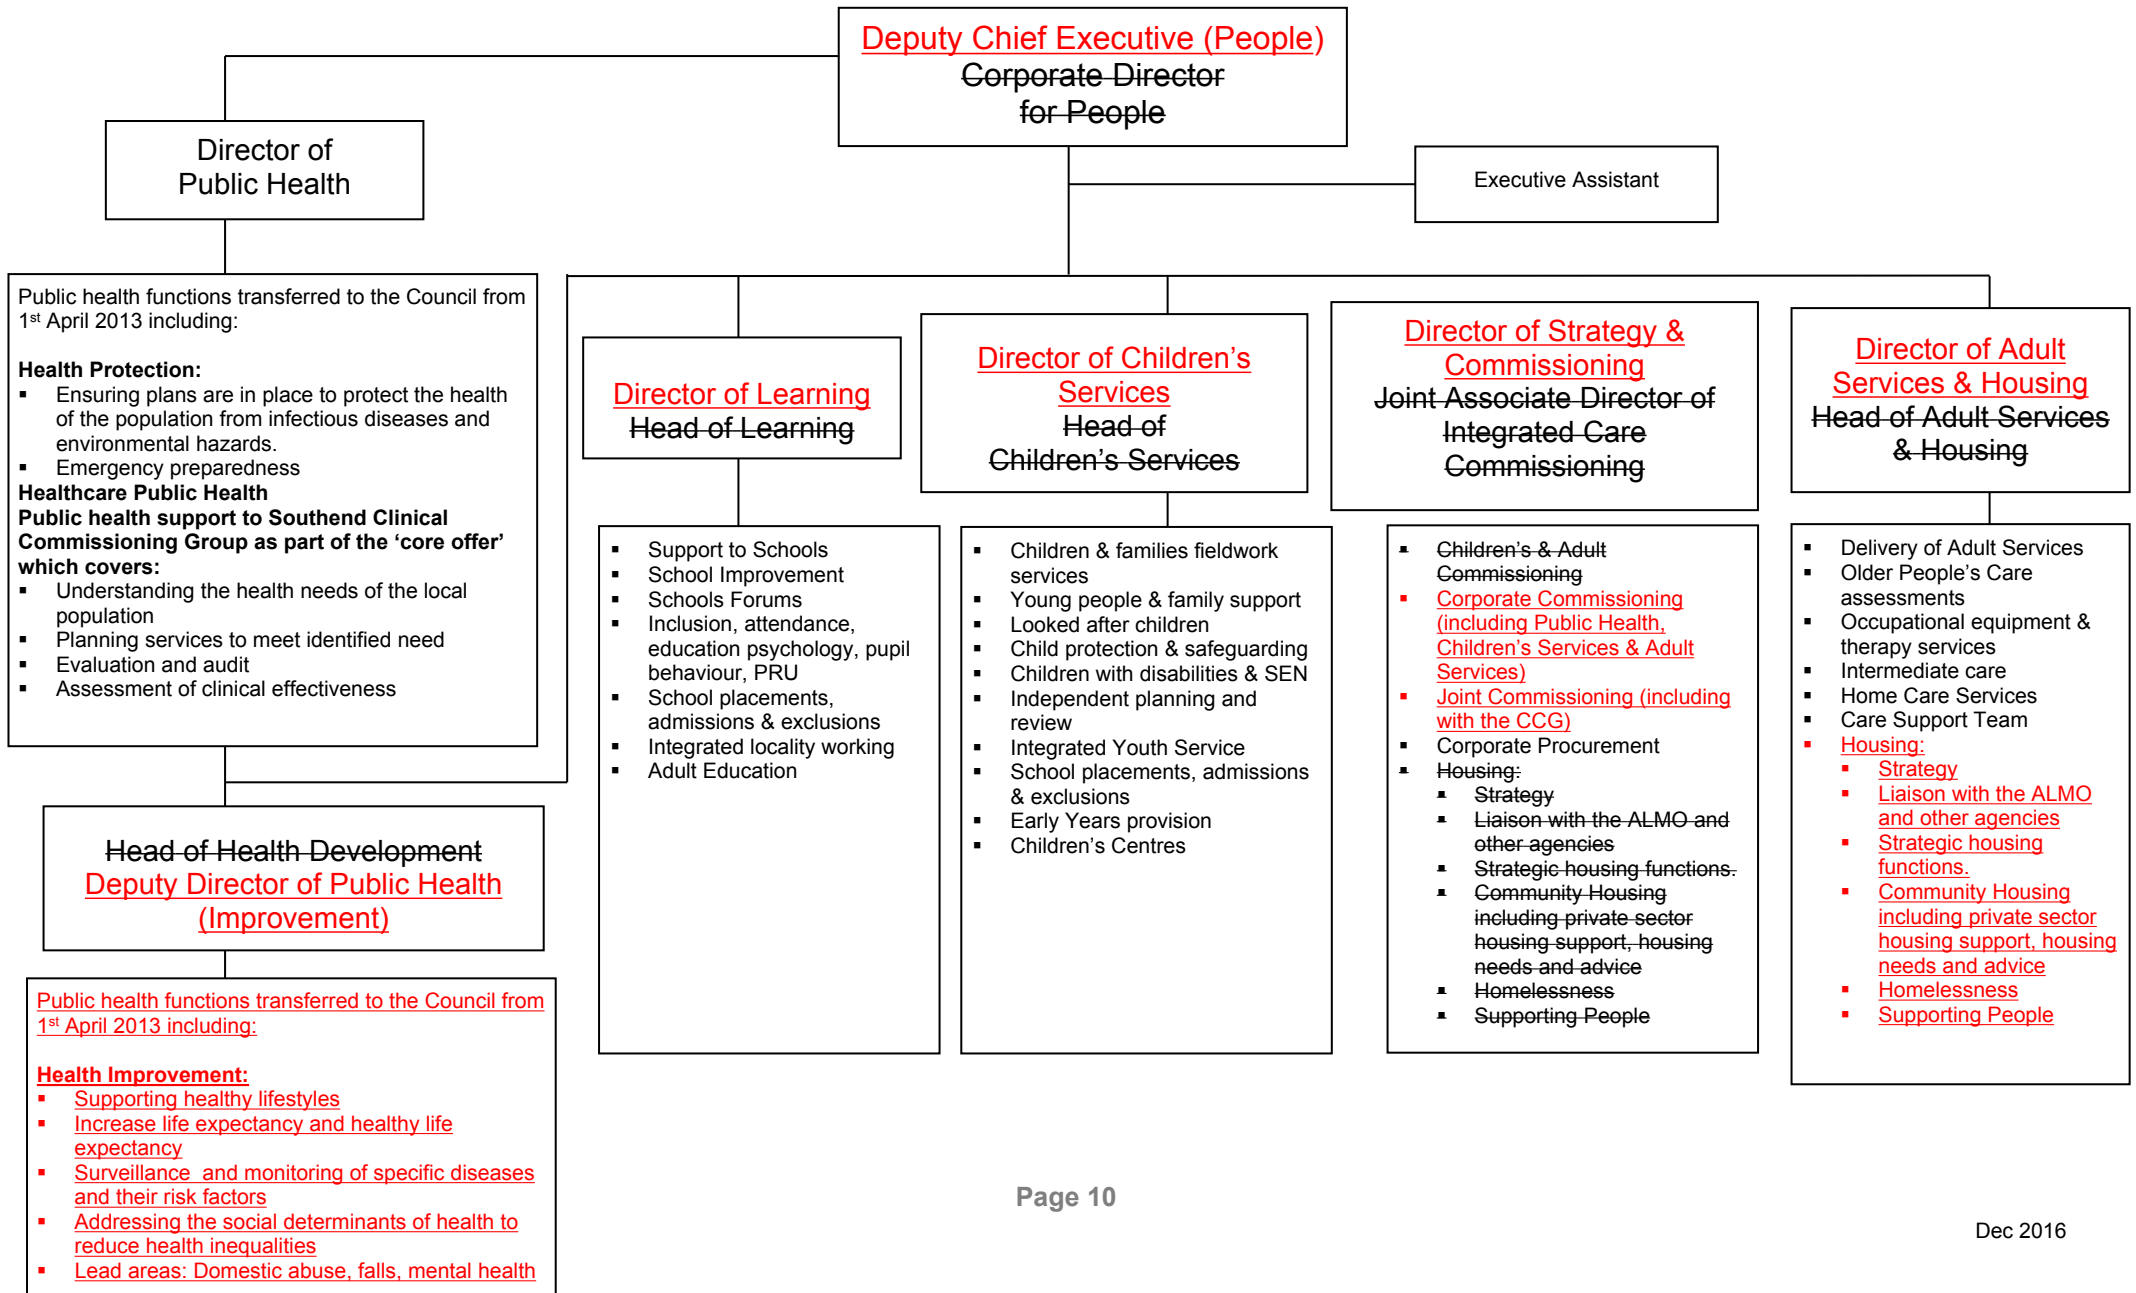 Deputy Chief Executive (People)
Corporate Director
for People
Director of
Public Health
Executive Assistant
Public health functions transferred to the Council from
1st April 2013 including:
Health Protection:
▪ Ensuring plans are in place to protect the health
of the population from infectious diseases and
environmental hazards.
▪ Emergency preparedness
Healthcare Public Health
Public health support to Southend Clinical
Commissioning Group as part of the ‘core offer’
which covers:
▪ Understanding the health needs of the local
population
▪ Planning services to meet identified need
▪ Evaluation and audit
▪ Assessment of clinical effectiveness
Head of Health Development
Deputy Director of Public Health
(Improvement)
Public health functions transferred to the Council from
1st April 2013 including:
Health Improvement:
▪ Supporting healthy lifestyles
▪ Increase life expectancy and healthy life
expectancy
▪ Surveillance and monitoring of specific diseases
and their risk factors
▪ Addressing the social determinants of health to
reduce health inequalities
▪ Lead areas: Domestic abuse, falls, mental health
Director of Learning
Head of Learning
▪ Support to Schools
▪ School Improvement
▪ Schools Forums
▪ Inclusion, attendance,
education psychology, pupil
behaviour, PRU
▪ School placements,
admissions & exclusions
▪ Integrated locality working
▪ Adult Education
Director of Children’s
Services
Head of
Children’s Services
▪ Children & families fieldwork
services
▪ Young people & family support
▪ Looked after children
▪ Child protection & safeguarding
▪ Children with disabilities & SEN
▪ Independent planning and
review
▪ Integrated Youth Service
▪ School placements, admissions
& exclusions
▪ Early Years provision
▪ Children’s Centres
Director of Strategy &
Commissioning
Joint Associate Director of
Integrated Care
Commissioning
▪ Children’s & Adult
Commissioning
▪ Corporate Commissioning
(including Public Health,
Children’s Services & Adult
Services)
▪ Joint Commissioning (including
with the CCG)
▪ Corporate Procurement
▪ Housing:
▪ Strategy
▪ Liaison with the ALMO and
other agencies
▪ Strategic housing functions.
▪ Community Housing
including private sector
housing support, housing
needs and advice
▪ Homelessness
▪ Supporting People
Director of Adult
Services & Housing
Head of Adult Services
& Housing
▪ Delivery of Adult Services
▪ Older People’s Care
assessments
▪ Occupational equipment &
therapy services
▪ Intermediate care
▪ Home Care Services
▪ Care Support Team
▪ Housing:
▪ Strategy
▪ Liaison with the ALMO
and other agencies
▪ Strategic housing
functions.
▪ Community Housing
including private sector
housing support, housing
needs and advice
▪ Homelessness
▪ Supporting People
Page 10
Dec 2016